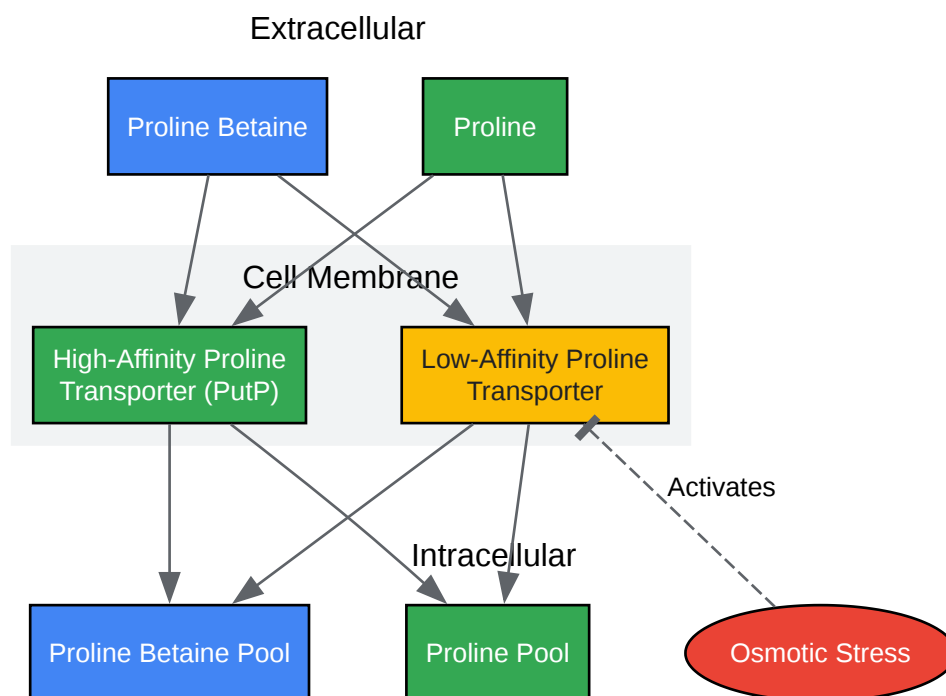 Extracellular
Proline Betaine
Proline
Cell Membrane
High-Affinity Proline
Transporter (PutP)
Low-Affinity Proline
Transporter
Activates
Intracellular
Proline Betaine Pool
Proline Pool
Osmotic Stress